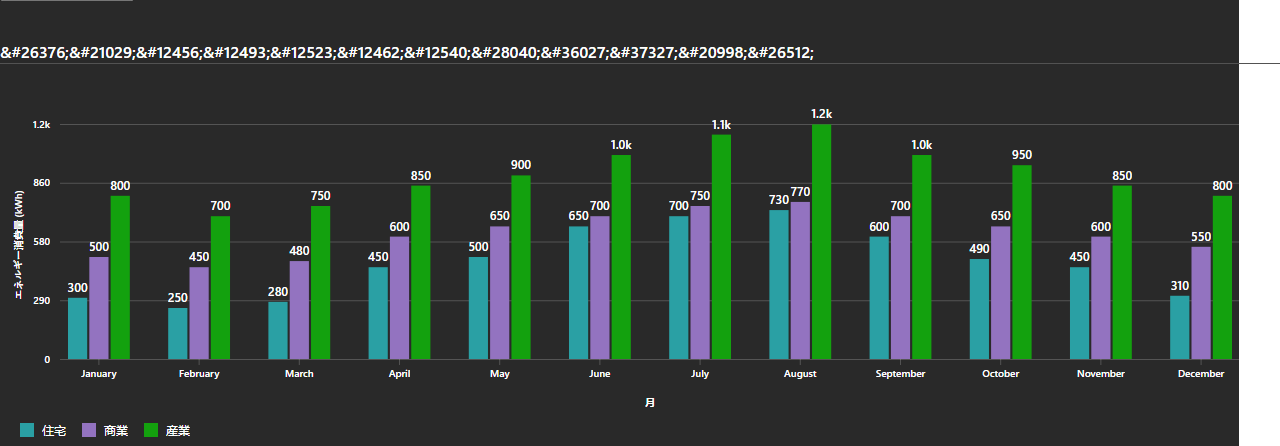 &#26376;&#21029;&#12456;&#12493;&#12523;&#12462;&#12540;&#28040;&#36027;&#37327;&#20998;&#26512;
1.2k
860
580
290
0
エネルギー消費量 (kWh)
300 500 800
250 450 700
280 480 750
450 600 850
500 650 900
650 700 1.0k
700 750 1.1k
730 770 1.2k
600 700 1.0k
490 650 950
450 600 850
310 550 800
January February March April May June July August September October November December
月
住宅 商業 産業